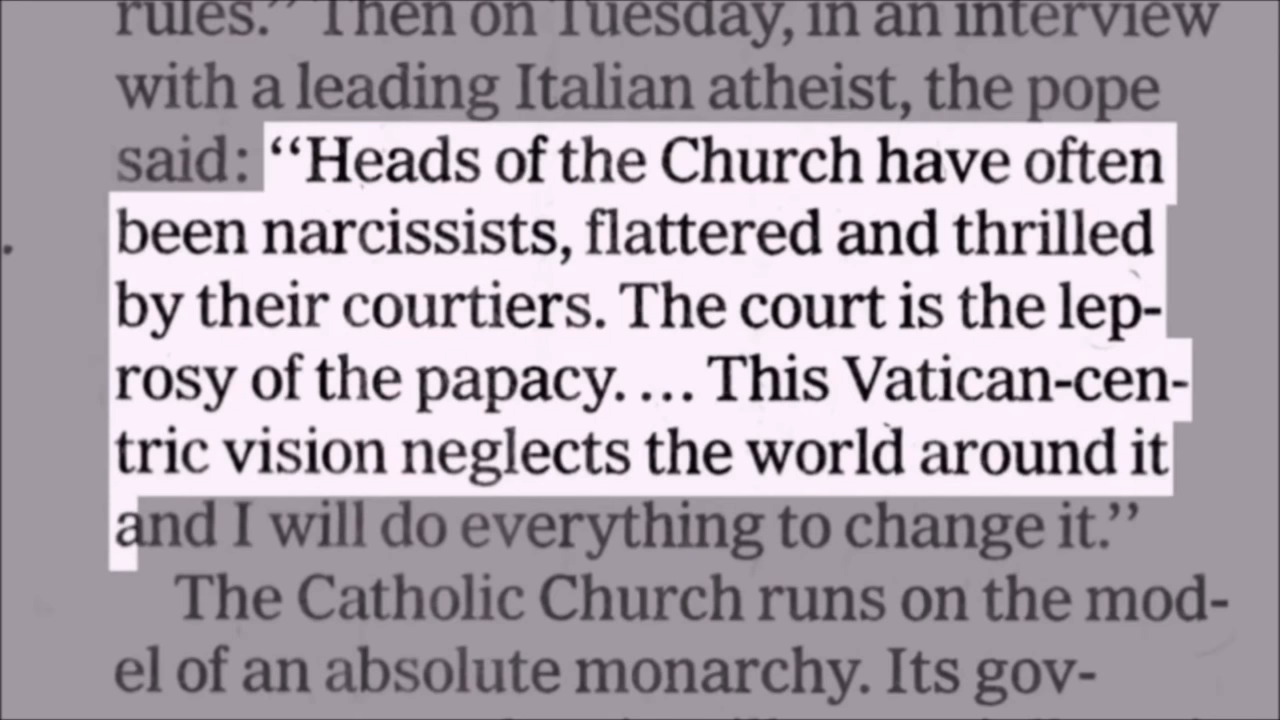 rules.’’ Then on Tuesday, in an interview
with a leading Italian atheist, the pope
said: ‘‘Heads of the Church have often
been narcissists, flattered and thrilled
by their courtiers. The court is the lep-
rosy of the papacy. ... This Vatican-cen-
tric vision neglects the world around it
and I will do everything to change it.’’
The Catholic Church runs on the mod-
el of an absolute monarchy. Its gov-